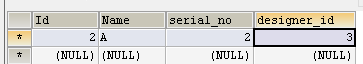 Id Name serial_no designer_id
* 2 A 2 3
* (NULL) (NULL) (NULL) (NULL)